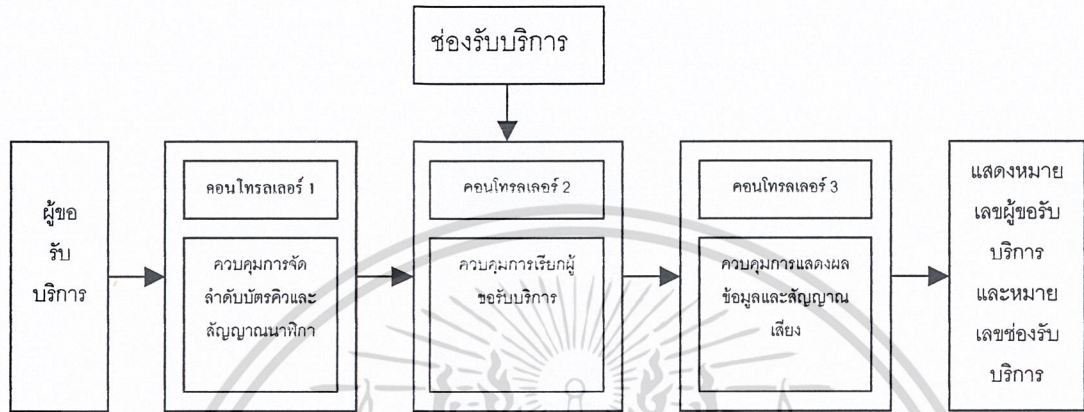 ช่องรับบริการ
ผู้ขอ
รับ
บริการ
คอนโทรลเลอร์ 1
ควบคุมการจัด
ลำดับบัตรคิวและ
สัญญาณนาฬิกา
คอนโทรลเลอร์ 2
ควบคุมการเรียกผู้
ขอรับบริการ
คอนโทรลเลอร์ 3
ควบคุมการแสดงผล
ข้อมูลและสัญญาณ
เสียง
แสดงหมาย
เลขผู้ขอรับ
บริการ
และหมาย
เลขช่องรับ
บริการ